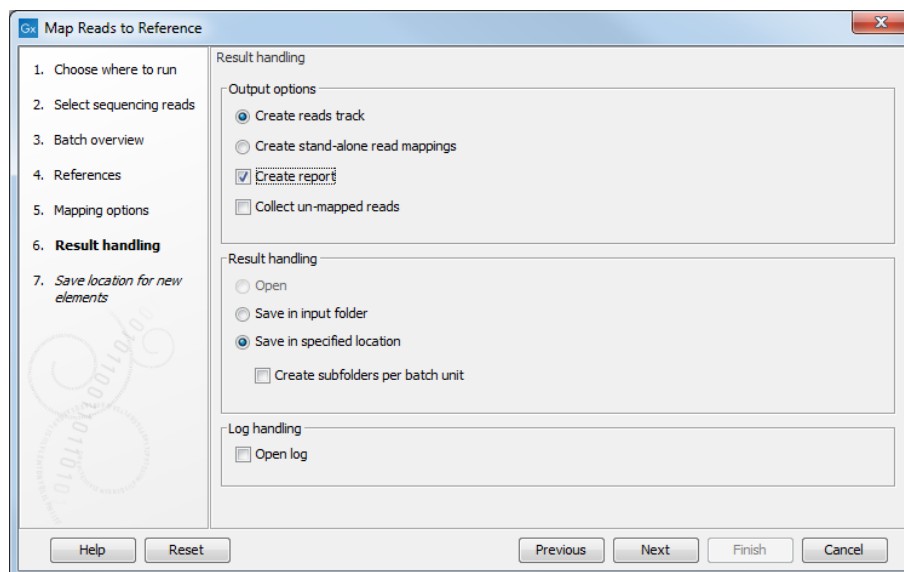 Gx Map Reads to Reference
1. Choose where to run
2. Select sequencing reads
3. Batch overview
4. References
5. Mapping options
6. Result handling
7. Save location for new
elements
Result handling
Output options
Create reads track
Create stand-alone read mappings
Create report
Collect un-mapped reads
Result handling
Open
Save in input folder
Save in specified location
Create subfolders per batch unit
Log handling
Open log
Help Reset Previous Next Finish Cancel